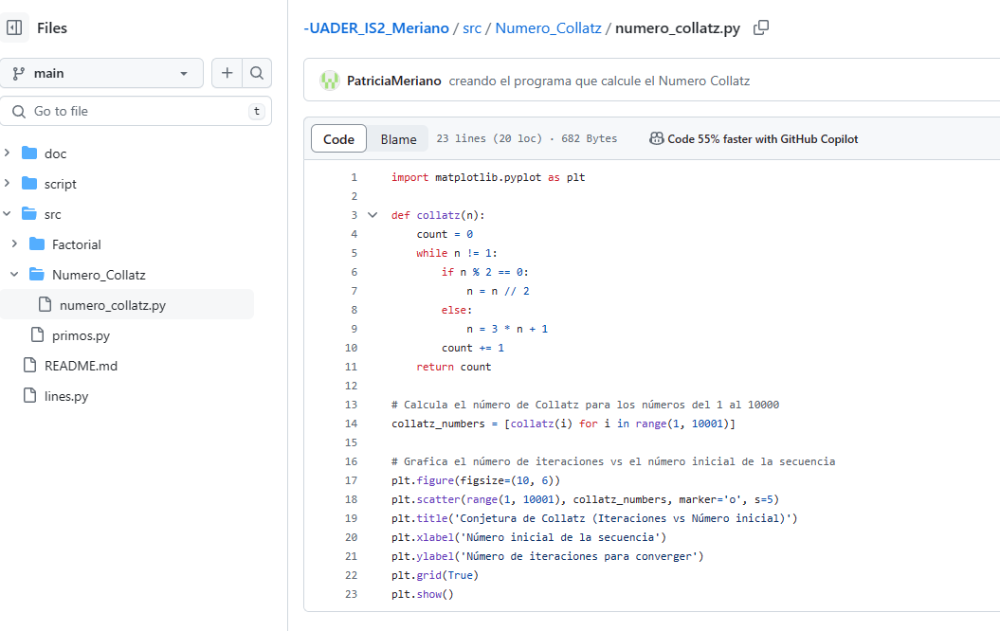 Files
main
Go to file
t
doc
script
src
Factorial
Numero_Collatz
numero_collatz.py
primos.py
README.md
lines.py
-UADER_IS2_Meriano / src / Numero_Collatz / numero_collatz.py
PatriciaMeriano creando el programa que calcule el Numero Collatz
Code Blame 23 lines (20 loc) · 682 Bytes Code 55% faster with GitHub Copilot
1 import matplotlib.pyplot as plt
2
3 def collatz(n):
4 count = 0
5 while n != 1:
6 if n % 2 == 0:
7 n = n // 2
8 else:
9 n = 3 * n + 1
10 count += 1
11 return count
12
13 # Calcula el número de Collatz para los números del 1 al 10000
14 collatz_numbers = [collatz(i) for i in range(1, 10001)]
15
16 # Grafica el número de iteraciones vs el número inicial de la secuencia
17 plt.figure(figsize=(10, 6))
18 plt.scatter(range(1, 10001), collatz_numbers, marker='o', s=5)
19 plt.title('Conjetura de Collatz (Iteraciones vs Número inicial)')
20 plt.xlabel('Número inicial de la secuencia')
21 plt.ylabel('Número de iteraciones para converger')
22 plt.grid(True)
23 plt.show()